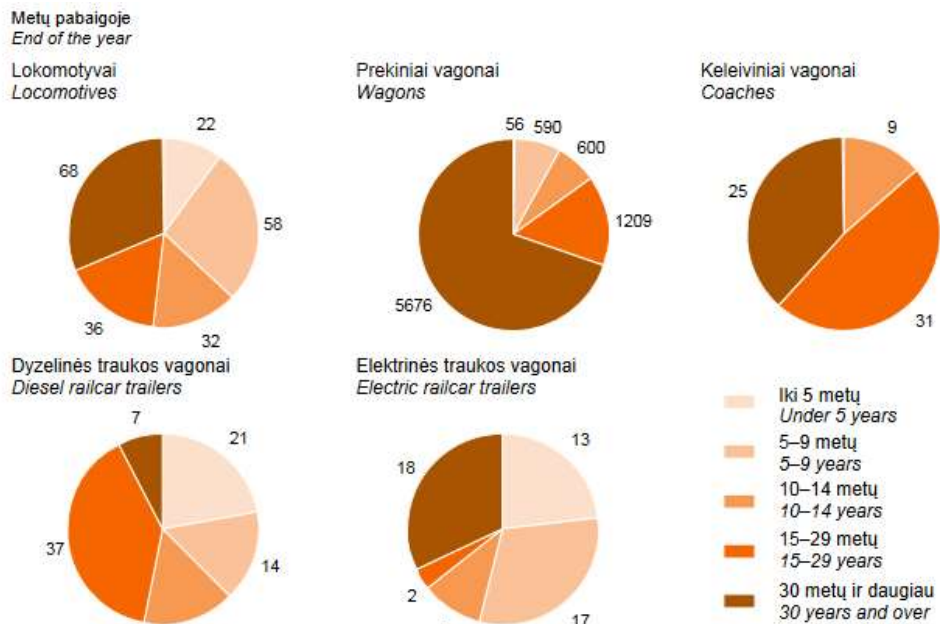 Metų pabaigoje
End of the year
Lokomotyvai
Locomotives
22
58
32
36
68
Prekiniai vagonai
Wagons
56
590
600
1209
5676
Keleiviniai vagonai
Coaches
9
31
25
Dyzelinės traukos vagonai
Diesel railcar trailers
7
21
14
37
Elektrinės traukos vagonai
Electric railcar trailers
13
17
2
18
Iki 5 metų
Under 5 years
5–9 metų
5–9 years
10–14 metų
10–14 years
15–29 metų
15–29 years
30 metų ir daugiau
30 years and over